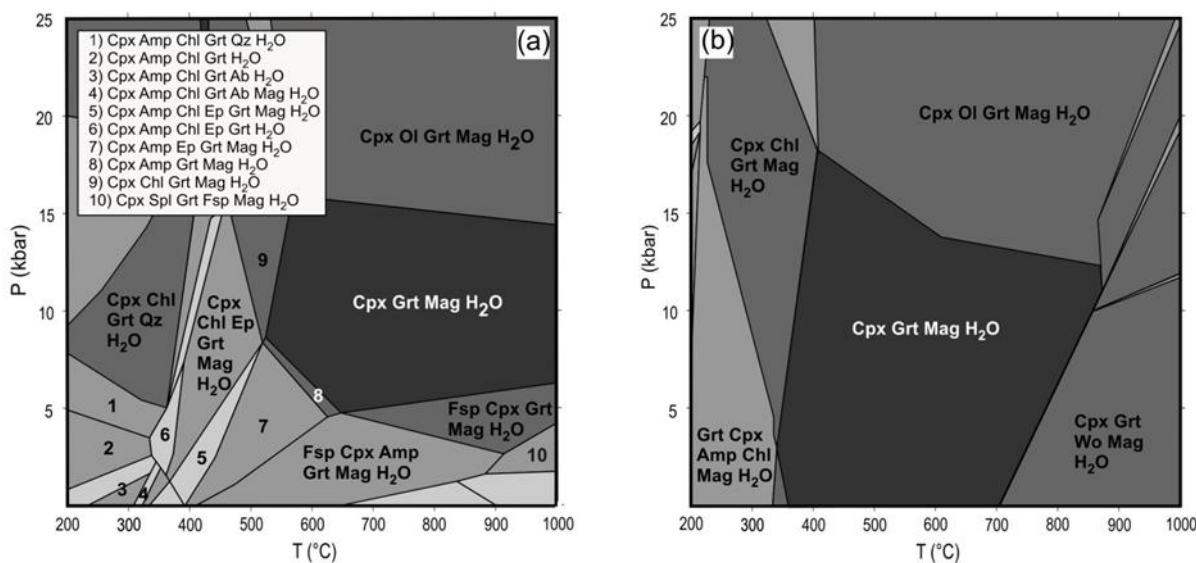 (a)
1) Cpx Amp Chl Grt Qz H₂O
2) Cpx Amp Chl Grt H₂O
3) Cpx Amp Chl Grt Ab H₂O
4) Cpx Amp Chl Grt Ab Mag H₂O
5) Cpx Amp Chl Ep Grt Mag H₂O
6) Cpx Amp Chl Ep Grt H₂O
7) Cpx Amp Ep Grt Mag H₂O
8) Cpx Amp Grt Mag H₂O
9) Cpx Chl Grt Mag H₂O
10) Cpx Spl Grt Fsp Mag H₂O
Cpx Ol Grt Mag H₂O
9
Cpx Chl
Grt Qz
H₂O
Cpx
Chl Ep
Grt
Mag
H₂O
Cpx Grt Mag H₂O
1
2
3
4
5
6
7
8
Fsp Cpx Grt
Mag H₂O
Fsp Cpx Amp
Grt Mag H₂O
10
25
20
15
10
5
P (kbar)
200
300
400
500
600
700
800
900
1000
T (°C)
(b)
Cpx Ol Grt Mag H₂O
Cpx Chl
Grt Mag
H₂O
Cpx Grt Mag H₂O
Grt Cpx
Amp Chl
Mag H₂O
Cpx Grt
Wo Mag
H₂O
25
20
15
10
5
P (kbar)
200
300
400
500
600
700
800
900
1000
T (°C)